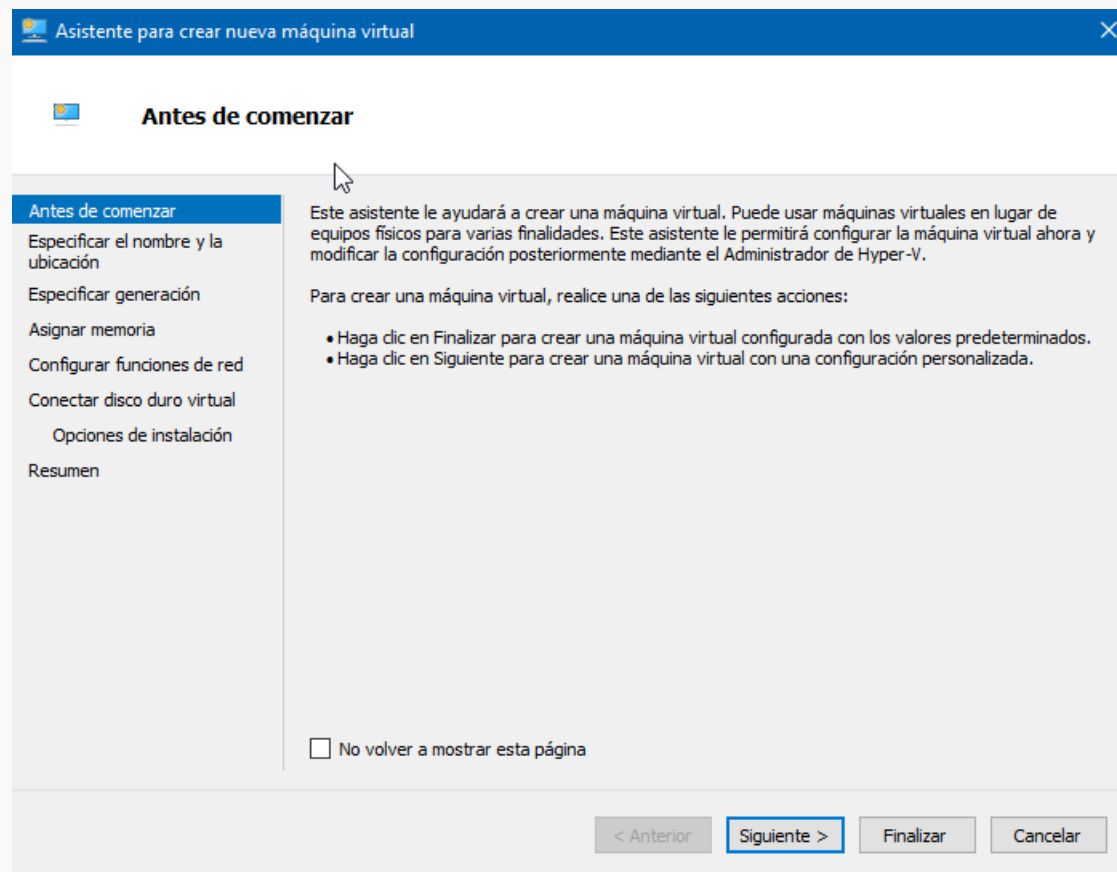 Asistente para crear nueva máquina virtual
Antes de comenzar
Antes de comenzar
Especificar el nombre y la
ubicación
Especificar generación
Asignar memoria
Configurar funciones de red
Conectar disco duro virtual
Opciones de instalación
Resumen
Este asistente le ayudará a crear una máquina virtual. Puede usar máquinas virtuales en lugar de
equipos físicos para varias finalidades. Este asistente le permitirá configurar la máquina virtual ahora y
modificar la configuración posteriormente mediante el Administrador de Hyper-V.
Para crear una máquina virtual, realice una de las siguientes acciones:
• Haga clic en Finalizar para crear una máquina virtual configurada con los valores predeterminados.
• Haga clic en Siguiente para crear una máquina virtual con una configuración personalizada.
No volver a mostrar esta página
< Anterior
Siguiente >
Finalizar
Cancelar